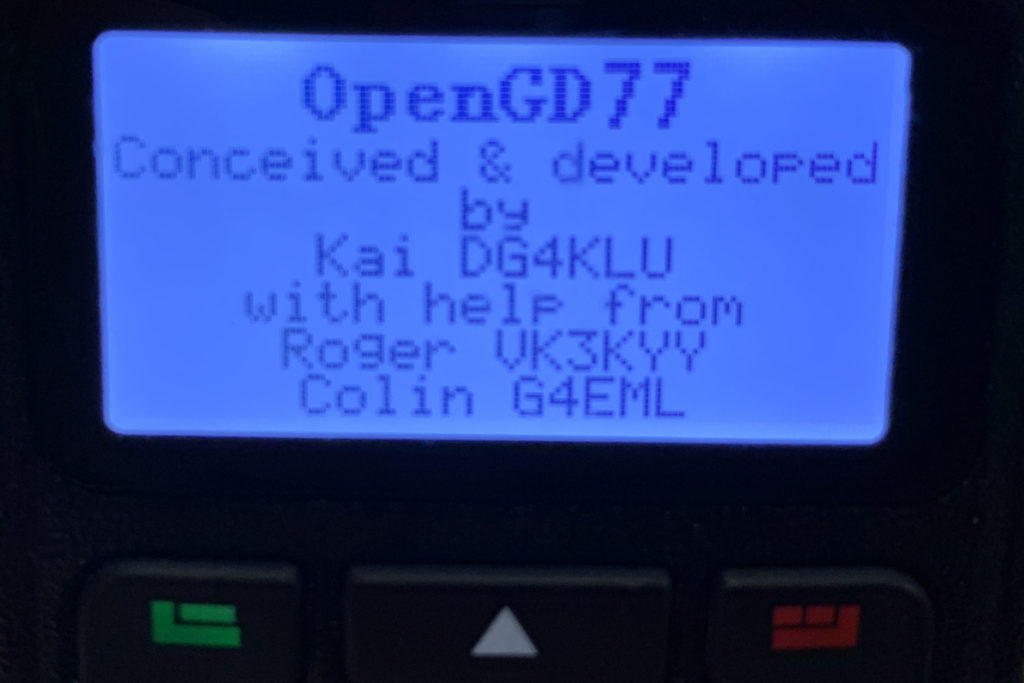 OpenGD77
Conceived & developed
by
Kai DG4KLU
with help from
Roger VK3KYY
Colin G4EML